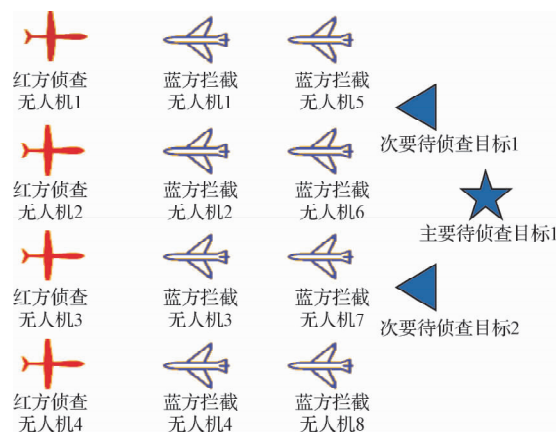 红方侦查
无人机1
蓝方拦截
无人机1
蓝方拦截
无人机5
次要待侦查目标1
红方侦查
无人机2
蓝方拦截
无人机2
蓝方拦截
无人机6
主要待侦查目标1
红方侦查
无人机3
蓝方拦截
无人机3
蓝方拦截
无人机7
次要待侦查目标2
红方侦查
无人机4
蓝方拦截
无人机4
蓝方拦截
无人机8